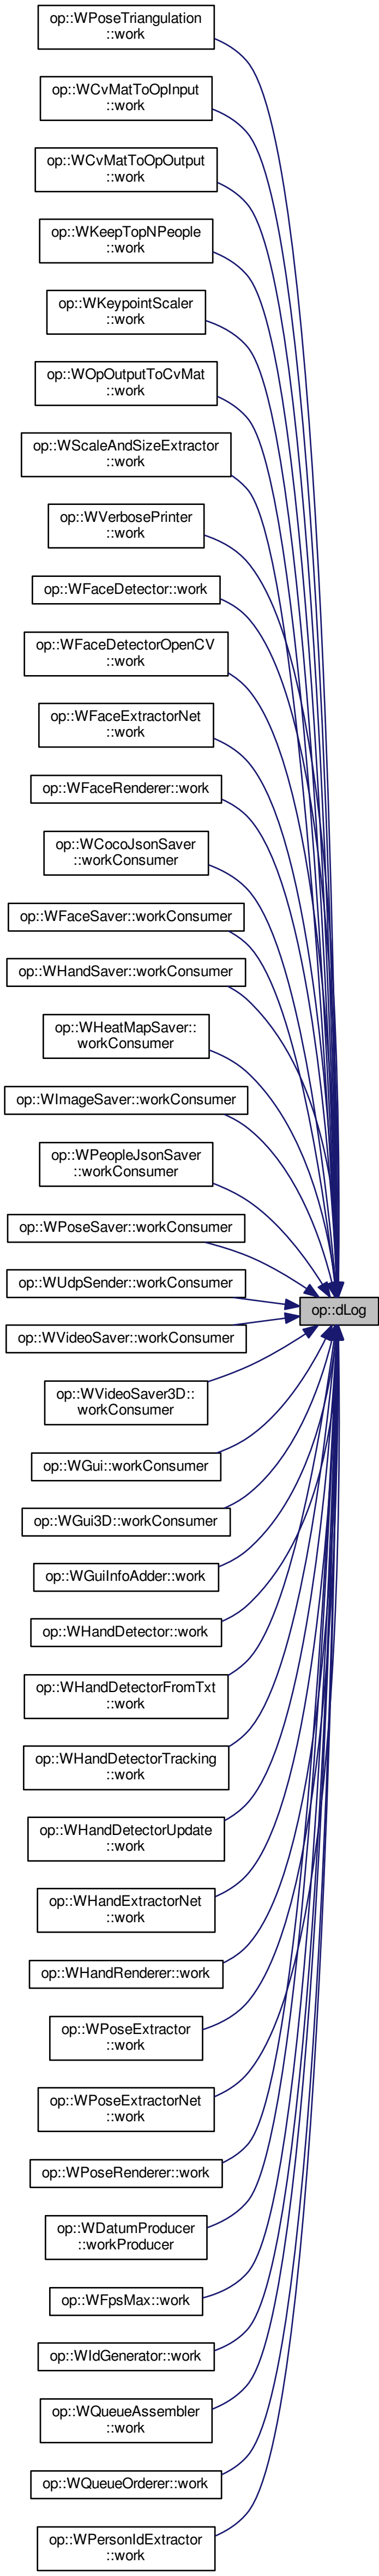 op::WPoseTriangulation
::work
op::WCvMatToOpInput
::work
op::WCvMatToOpOutput
::work
op::WKeepTopNPeople
::work
op::WKeypointScaler
::work
op::WOpOutputToCvMat
::work
op::WScaleAndSizeExtractor
::work
op::WVerbosePrinter
::work
op::WFaceDetector::work
op::WFaceDetectorOpenCV
::work
op::WFaceExtractorNet
::work
op::WFaceRenderer::work
op::WCocoJsonSaver
::workConsumer
op::WFaceSaver::workConsumer
op::WHandSaver::workConsumer
op::WHeatMapSaver::
workConsumer
op::WImageSaver::workConsumer
op::WPeopleJsonSaver
::workConsumer
op::WPoseSaver::workConsumer
op::WUdpSender::workConsumer
op::dLog
op::WVideoSaver::workConsumer
op::WVideoSaver3D::
workConsumer
op::WGui::workConsumer
op::WGui3D::workConsumer
op::WGuiInfoAdder::work
op::WHandDetector::work
op::WHandDetectorFromTxt
::work
op::WHandDetectorTracking
::work
op::WHandDetectorUpdate
::work
op::WHandExtractorNet
::work
op::WHandRenderer::work
op::WPoseExtractor
::work
op::WPoseExtractorNet
::work
op::WPoseRenderer::work
op::WDatumProducer
::workProducer
op::WFpsMax::work
op::WIdGenerator::work
op::WQueueAssembler
::work
op::WQueueOrderer::work
op::WPersonIdExtractor
::work